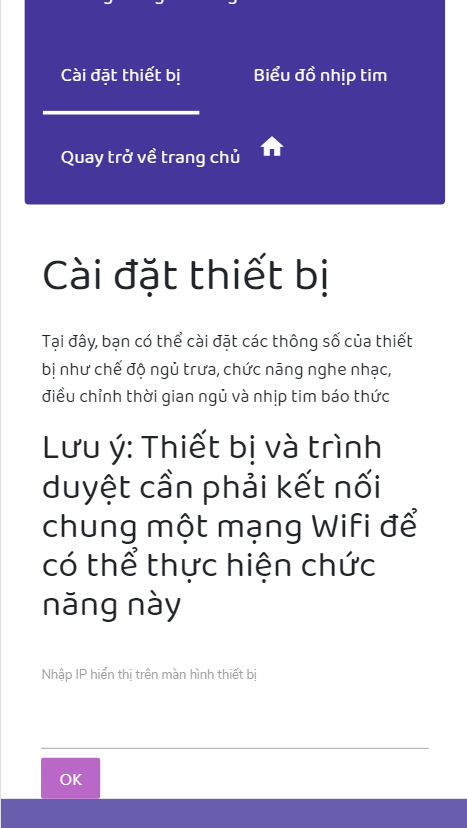 Cài đặt thiết bị
Biểu đồ nhịp tim
Quay trở về trang chủ
Cài đặt thiết bị
Tại đây, bạn có thể cài đặt các thông số của thiết
bị như chế độ ngủ trưa, chức năng nghe nhạc,
điều chỉnh thời gian ngủ và nhịp tim báo thức
Lưu ý: Thiết bị và trình
duyệt cần phải kết nối
chung một mạng Wifi để
có thể thực hiện chức
năng này
Nhập IP hiển thị trên màn hình thiết bị
OK